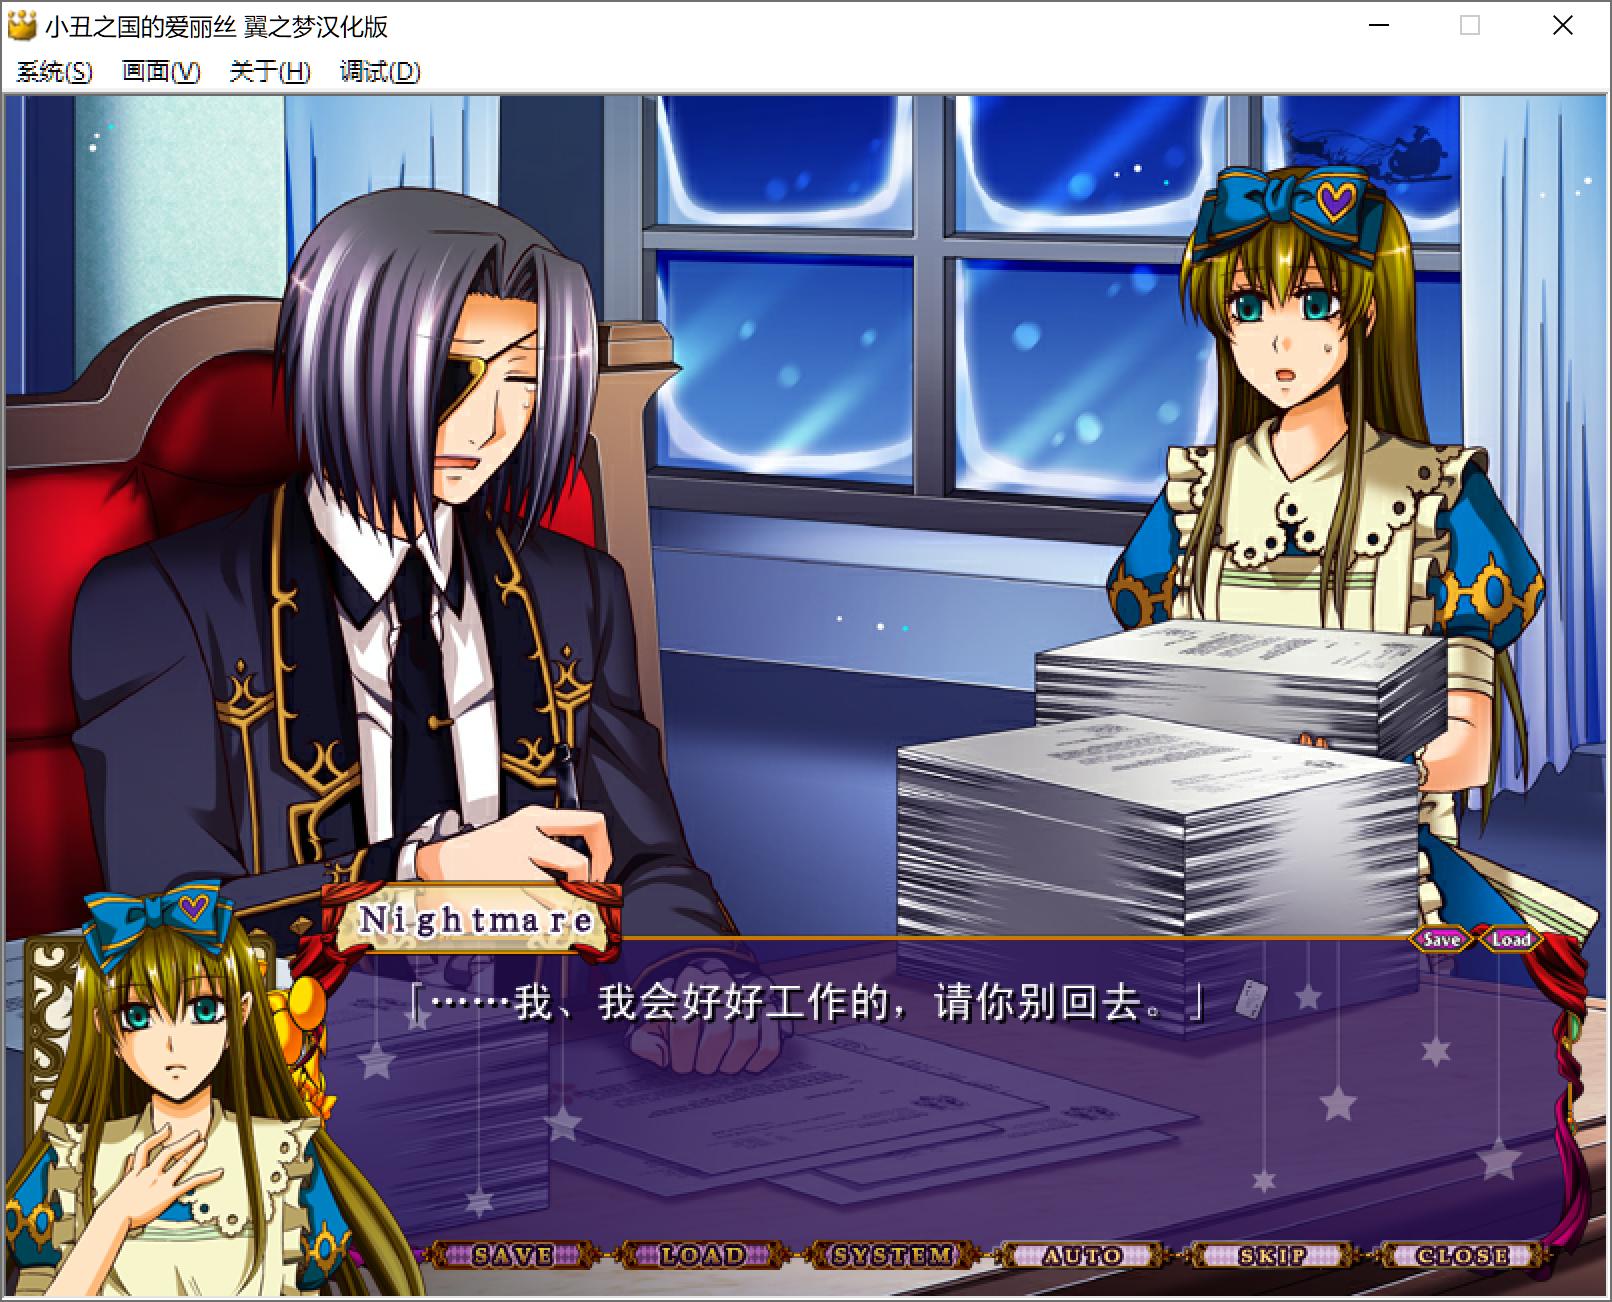 小丑之国的爱丽丝 翼之梦汉化版
系统(S) 画面(V) 关于(H) 调试(D)
Nightmare
Save Load
「……我、我会好好工作的，请你别回去。」
SAVE LOAD SYSTEM AUTO SKIP CLOSE